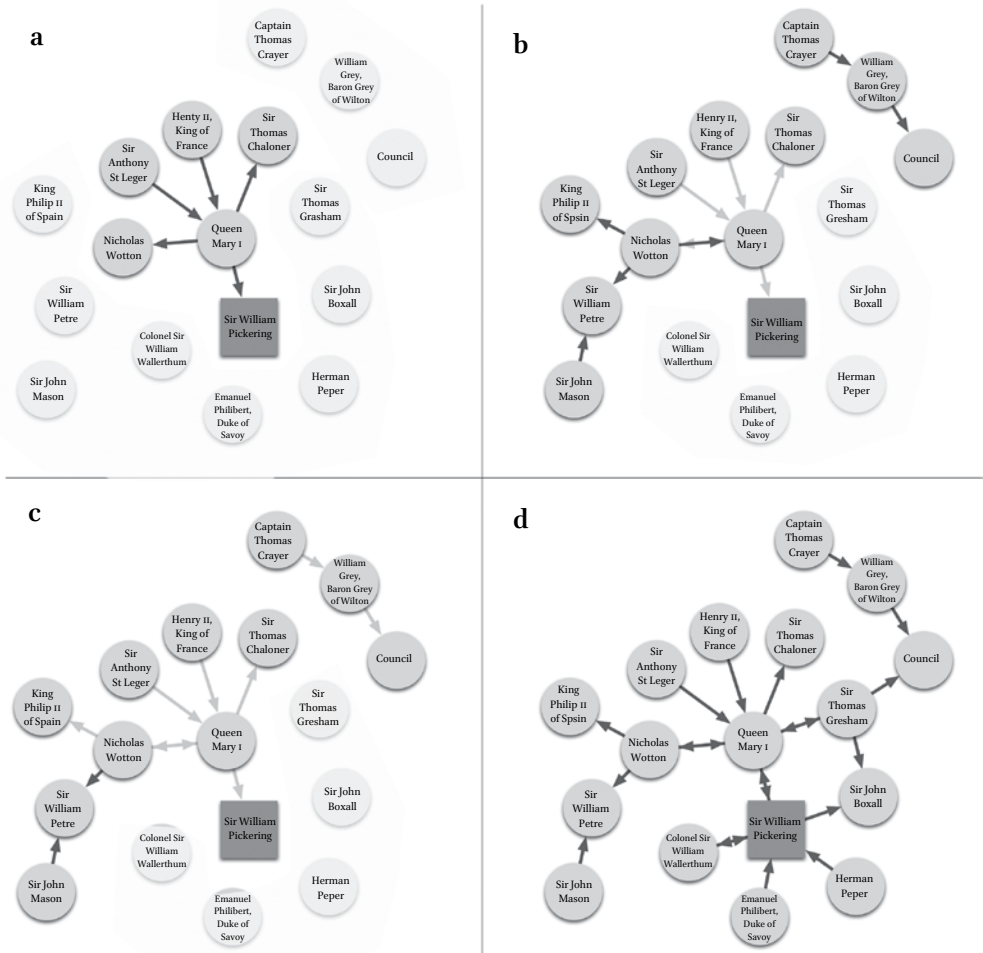 a
Captain
Thomas
Crayer
William
Grey,
Baron Grey
of Wilton
Council
Henty II,
King of
France
Sir
Thomas
Chaloner
Sir
Anthony
St Leger
King
Philip II
of Spain
Sir
Thomas
Grasham
Nicholas
Wotton
Queen
Mary I
Sir
William
Petre
Sir John
Boxall
Sir William
Pickering
Colonel Sir
William
Wallerthum
Sir John
Mason
Herman
Peper
Emanuel
Philibert,
Duke of
Savoy
b
Captain
Thomas
Crayer
William
Grey,
Baron Grey
of Wilton
Council
Henry II,
King of
France
Sir
Thomas
Chaloner
Sir
Anthony
St Leger
King
Philip II
of Spsin
Sir
Thomas
Gresham
Nicholas
Wotton
Queen
Mary I
Sir
William
Petre
Sir John
Boxall
Sir William
Pickering
Colonel Sir
William
Wallerthum
Sir John
Mason
Herman
Peper
Emanuel
Philibert,
Duke of
Savoy
c
Captain
Thomas
Crayer
William
Grey,
Baron Grey
of Wilton
Council
Henry II,
King of
France
Sir
Thomas
Chaloner
Sir
Anthony
St Leger
King
Philip II
of Spain
Sir
Thomas
Gresham
Nicholas
Wotton
Queen
Mary I
Sir
William
Petre
Sir John
Boxall
Sir William
Pickering
Colonel Sir
William
Wallerthum
Sir John
Mason
Herman
Peper
Emanuel
Philibert,
Duke of
Savoy
d
Captain
Thomas
Crayer
William
Grey,
Baron Grey
of Wilton
Council
Henry II,
King of
France
Sir
Thomas
Chaloner
Sir
Anthony
St Leger
King
Philip II
of Spsin
Sir
Thomas
Gresham
Nicholas
Wotton
Queen
Mary I
Sir
William
Petre
Sir John
Boxall
Sir William
Pickering
Colonel Sir
William
Wallerthum
Sir John
Mason
Herman
Peper
Emanuel
Philibert,
Duke of
Savoy